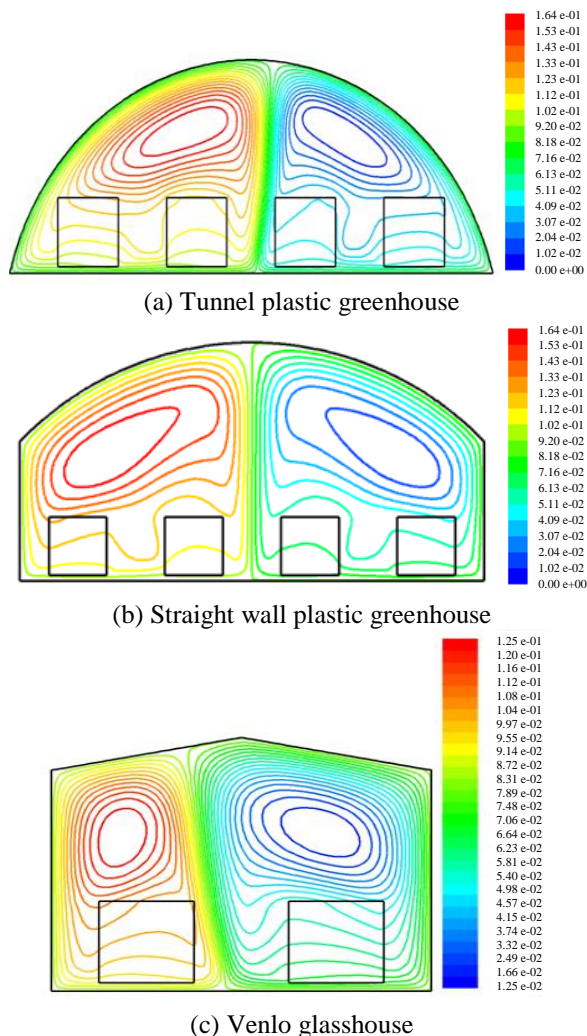 1.64 e-01
1.53 e-01
1.43 e-01
1.33 e-01
1.23 e-01
1.12 e-01
1.02 e-01
9.20 e-02
8.18 e-02
7.16 e-02
6.13 e-02
5.11 e-02
4.09 e-02
3.07 e-02
2.04 e-02
1.02 e-02
0.00 e+00
(a) Tunnel plastic greenhouse
1.64 e-01
1.53 e-01
1.43 e-01
1.33 e-01
1.23 e-01
1.12 e-01
1.02 e-01
9.20 e-02
8.18 e-02
7.16 e-02
6.13 e-02
5.11 e-02
4.09 e-02
3.07 e-02
2.04 e-02
1.02 e-02
0.00 e+00
(b) Straight wall plastic greenhouse
1.25 e-01
1.20 e-01
1.16 e-01
1.12 e-01
1.08 e-01
1.04 e-01
9.97 e-02
9.55 e-02
9.14 e-02
8.72 e-02
8.31 e-02
7.89 e-02
7.48 e-02
7.06 e-02
6.64 e-02
6.23 e-02
5.81 e-02
5.40 e-02
4.98 e-02
4.57 e-02
4.15 e-02
3.74 e-02
3.32 e-02
2.49 e-02
1.66 e-02
1.25 e-02
(c) Venlo glasshouse